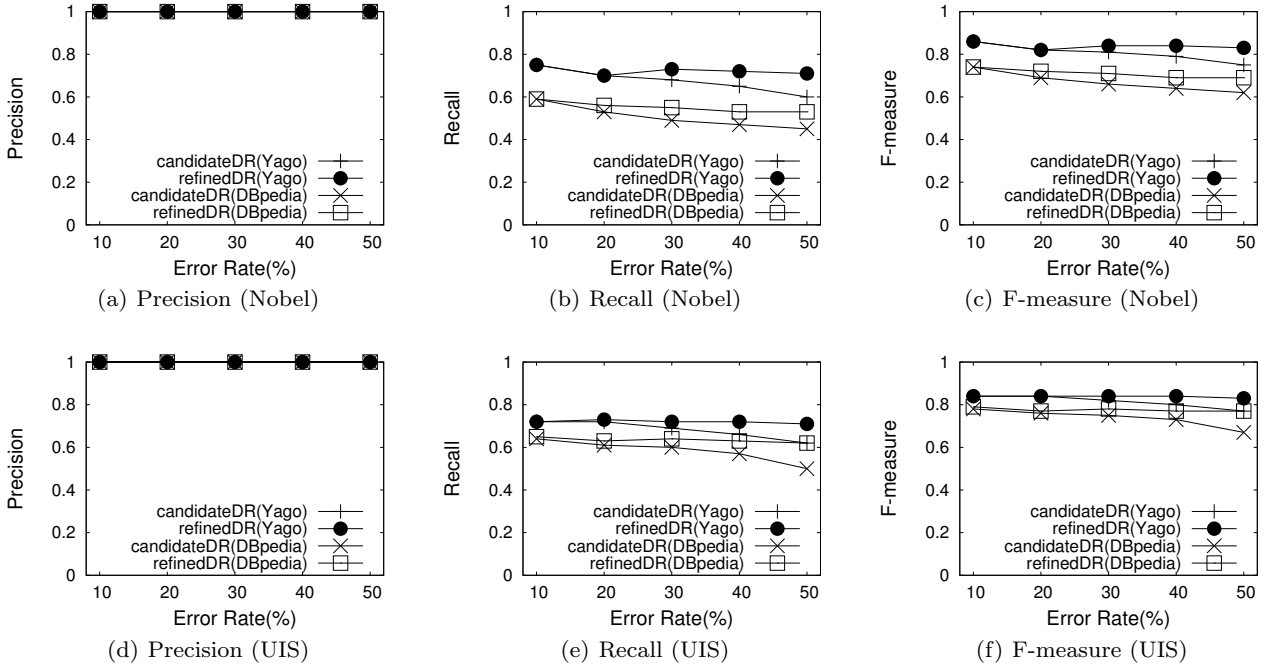 Precision
1
0.8
0.6
0.4
0.2
0
candidateDR(Yago)
refinedDR(Yago)
candidateDR(DBpedia)
refinedDR(DBpedia)
10 20 30 40 50
Error Rate(%)
(a) Precision (Nobel)
Recall
1
0.8
0.6
0.4
0.2
0
candidateDR(Yago)
refinedDR(Yago)
candidateDR(DBpedia)
refinedDR(DBpedia)
10 20 30 40 50
Error Rate(%)
(b) Recall (Nobel)
F-measure
1
0.8
0.6
0.4
0.2
0
candidateDR(Yago)
refinedDR(Yago)
candidateDR(DBpedia)
refinedDR(DBpedia)
10 20 30 40 50
Error Rate(%)
(c) F-measure (Nobel)
Precision
1
0.8
0.6
0.4
0.2
0
candidateDR(Yago)
refinedDR(Yago)
candidateDR(DBpedia)
refinedDR(DBpedia)
10 20 30 40 50
Error Rate(%)
(d) Precision (UIS)
Recall
1
0.8
0.6
0.4
0.2
0
candidateDR(Yago)
refinedDR(Yago)
candidateDR(DBpedia)
refinedDR(DBpedia)
10 20 30 40 50
Error Rate(%)
(e) Recall (UIS)
F-measure
1
0.8
0.6
0.4
0.2
0
candidateDR(Yago)
refinedDR(Yago)
candidateDR(DBpedia)
refinedDR(DBpedia)
10 20 30 40 50
Error Rate(%)
(f) F-measure (UIS)